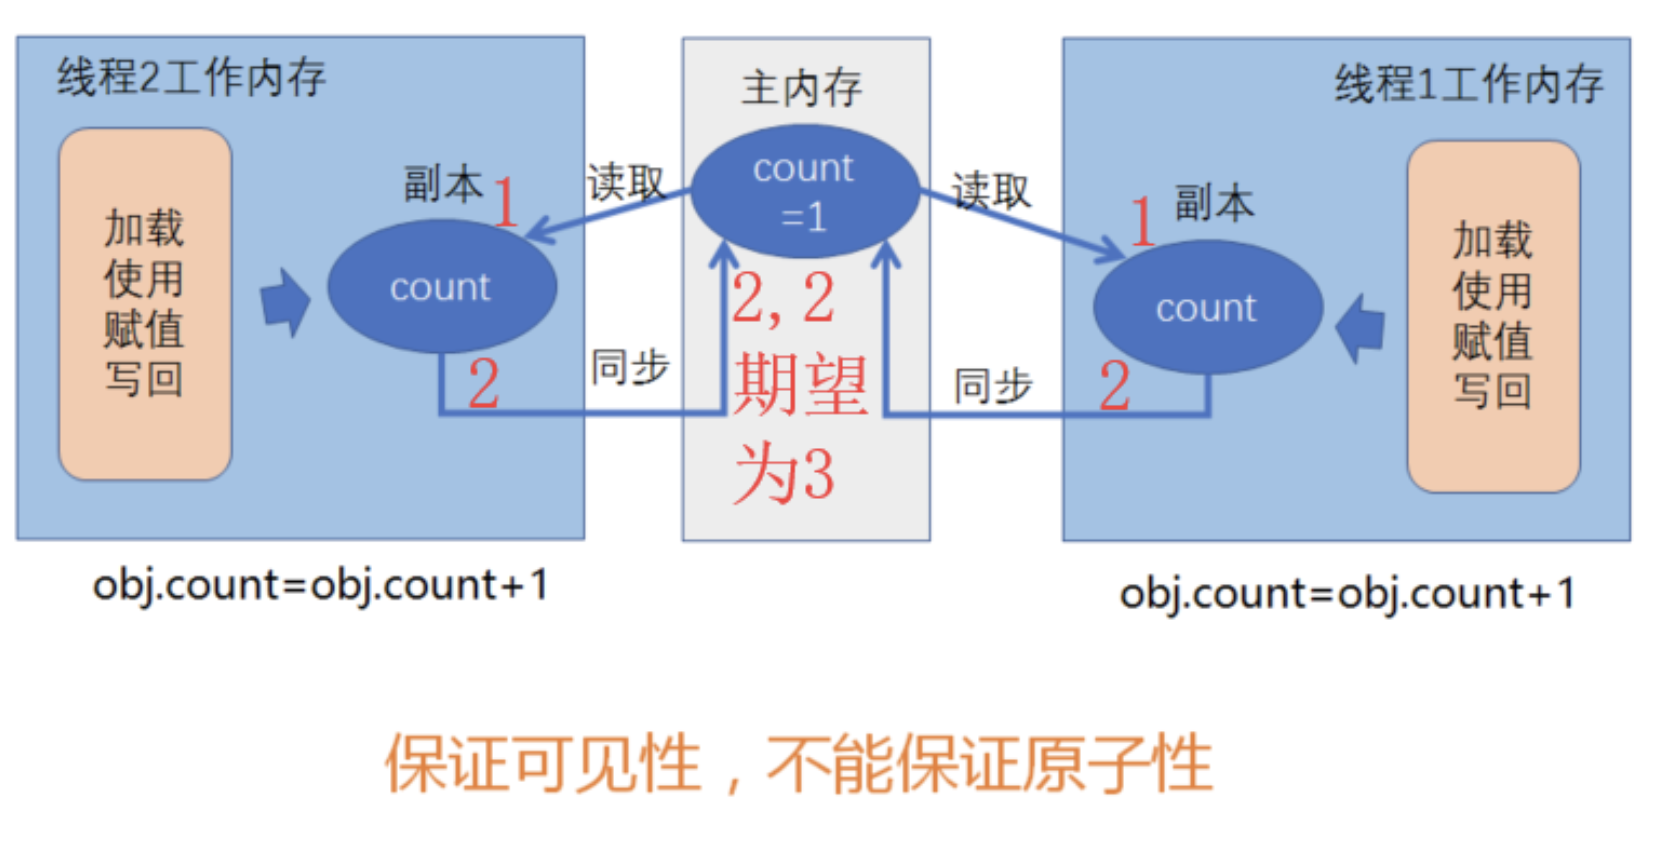 线程2工作内存
加载
使用
赋值
写回
副本
1
count
2
读取
同步
主内存
count
=1
2, 2
期望
为3
读取
同步
线程1工作内存
1
副本
count
2
加载
使用
赋值
写回
obj.count=obj.count+1
obj.count=obj.count+1
保证可见性，不能保证原子性